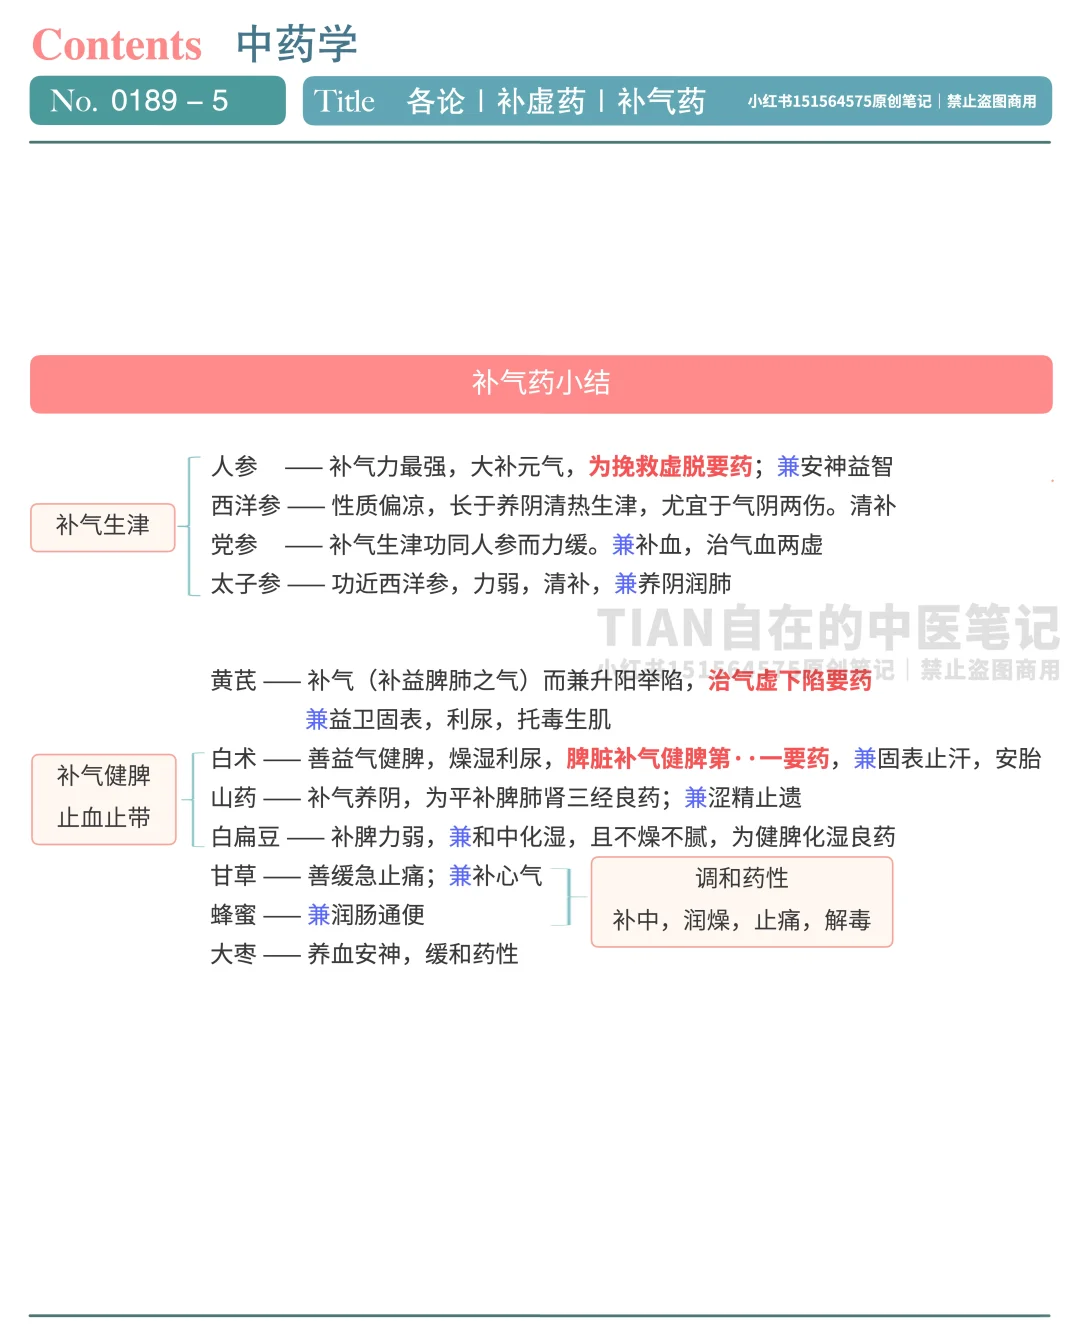 Contents 中药学
No. 0189 – 5
Title 各论 | 补虚药 | 补气药 小红书151564575原创笔记 | 禁止盗图商用
补气药小结
补气生津
人参 —— 补气力最强，大补元气，为挽救虚脱要药；兼安神益智
西洋参 —— 性质偏凉，长于养阴清热生津，尤宜于气阴两伤。清补
党参 —— 补气生津功同人参而力缓。兼补血，治气血两虚
太子参 —— 功近西洋参，力弱，清补，兼养阴润肺
TIAN自在的中医笔记
小红书151564575原创笔记 | 禁止盗图商用
黄芪 —— 补气（补益脾肺之气）而兼升阳举陷，治气虚下陷要药
兼益卫固表，利尿，托毒生肌
补气健脾
止血止带
白术 —— 善益气健脾，燥湿利尿，脾脏补气健脾第··一要药，兼固表止汗，安胎
山药 —— 补气养阴，为平补脾肺肾三经良药；兼涩精止遗
白扁豆 —— 补脾力弱，兼和中化湿，且不燥不腻，为健脾化湿良药
甘草 —— 善缓急止痛；兼补心气
蜂蜜 —— 兼润肠通便
调和药性
补中，润燥，止痛，解毒
大枣 —— 养血安神，缓和药性